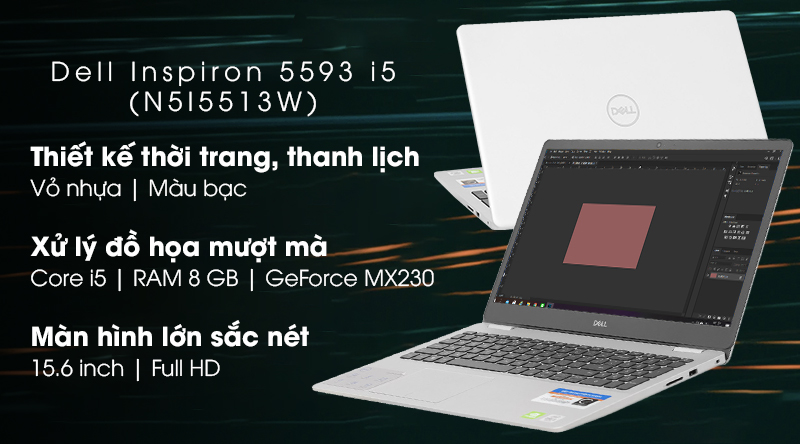 Dell Inspiron 5593 i5
(N5I5513W)
Thiết kế thời trang, thanh lịch
Vỏ nhựa | Màu bạc
Xử lý đồ họa mượt mà
Core i5 | RAM 8 GB | GeForce MX230
Màn hình lớn sắc nét
15.6 inch | Full HD
DELL
DELL